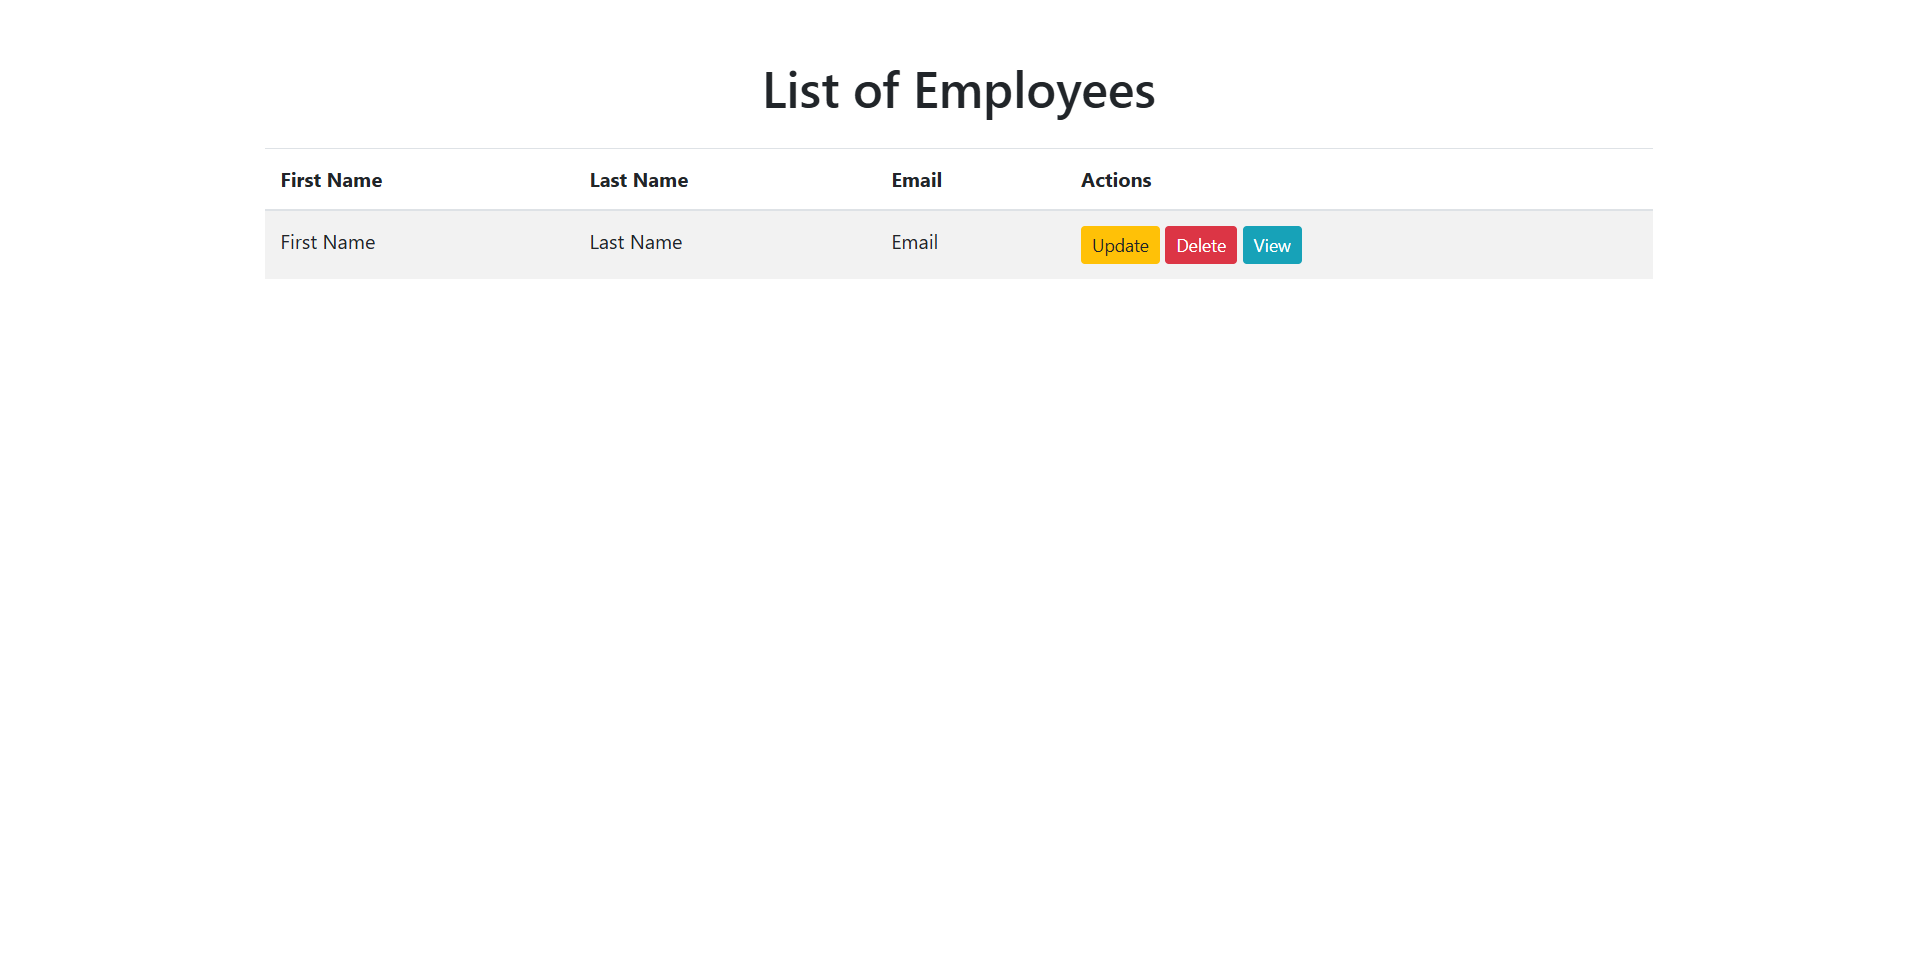 List of Employees
First Name Last Name Email Actions
First Name Last Name Email Update Delete View